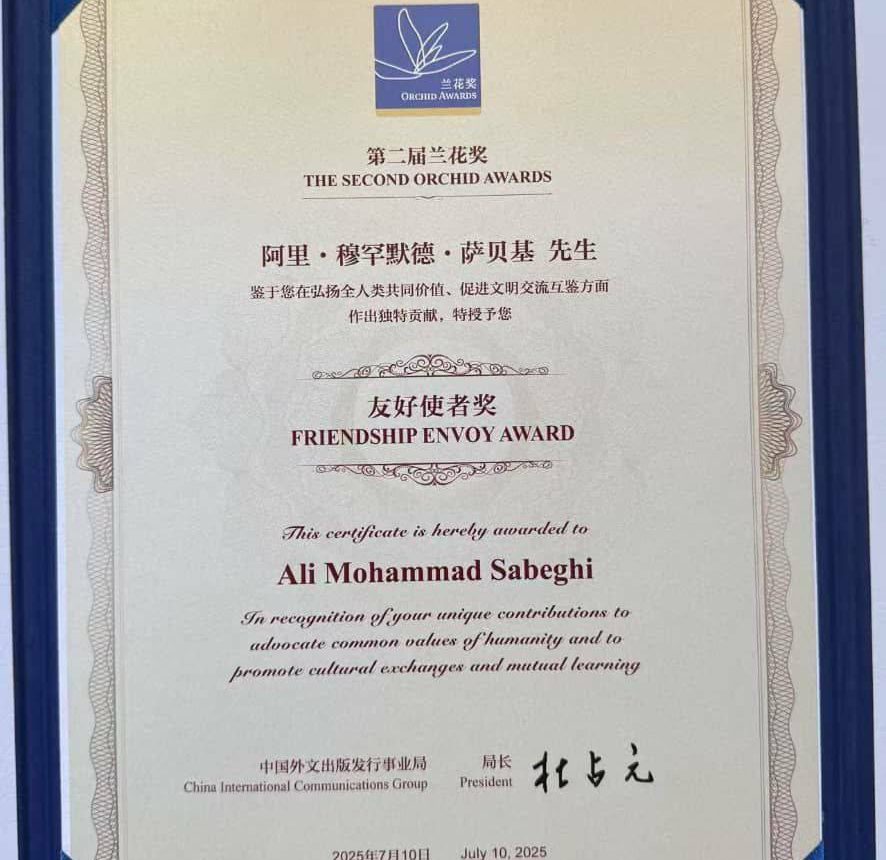 兰花奖
ORCHID AWARDS
第二届兰花奖
THE SECOND ORCHID AWARDS
阿里·穆罕默德·萨贝基 先生
鉴于您在弘扬全人类共同价值、促进文明交流互鉴方面
作出独特贡献，特授予您
友好使者奖
FRIENDSHIP ENVOY AWARD
This certificate is hereby awarded to
Ali Mohammad Sabeghi
In recognition of your unique contributions to
advocate common values of humanity and to
promote cultural exchanges and mutual learning
中国外文出版发行事业局 局长 杜占元
China International Communications Group President
2025年7月10日 July 10, 2025